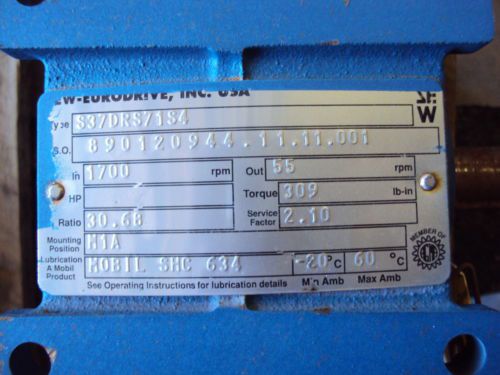 EW-EURODRIVE, INC. USA
Type S37DRS71S4
S.O. 890120944.11.11.001
In 1700 rpm Out 55 rpm
HP Torque 309 lb-in
Ratio 30.68 Service Factor 2.10
Mounting Position M1A
Lubrication A Mobil Product MOBIL SHC 634 -20°C 60°C
See Operating Instructions for lubrication details Min Amb Max Amb
W
MEMBER OF